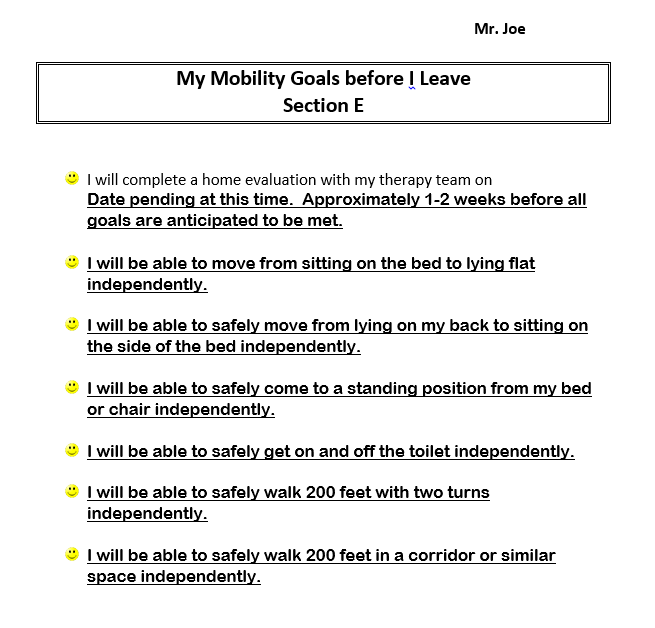 Mr. Joe
My Mobility Goals before I Leave
Section E
I will complete a home evaluation with my therapy team on
Date pending at this time.  Approximately 1-2 weeks before all
goals are anticipated to be met.
I will be able to move from sitting on the bed to lying flat
independently.
I will be able to safely move from lying on my back to sitting on
the side of the bed independently.
I will be able to safely come to a standing position from my bed
or chair independently.
I will be able to safely get on and off the toilet independently.
I will be able to safely walk 200 feet with two turns
independently.
I will be able to safely walk 200 feet in a corridor or similar
space independently.